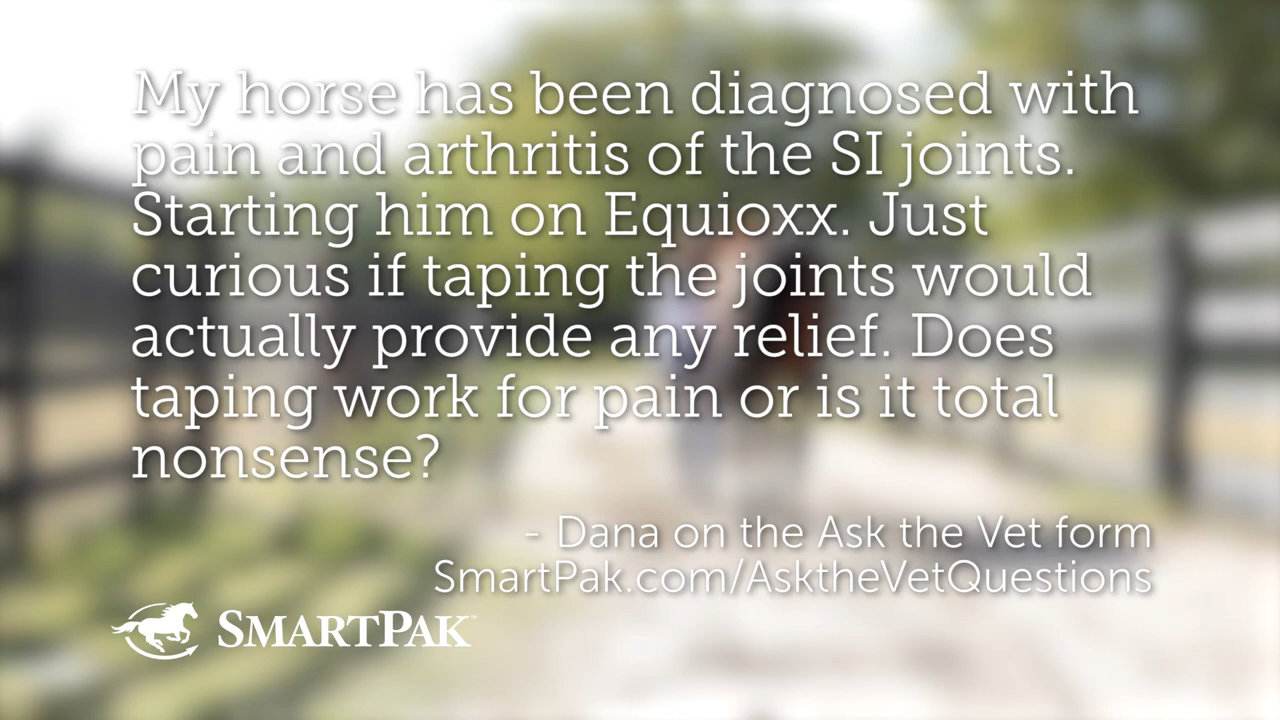 My horse has been diagnosed with
pain and arthritis of the SI joints.
Starting him on Equioxx. Just
curious if taping the joints would
actually provide any relief. Does
taping work for pain or is it total
nonsense?
- Dana on the Ask the Vet form
SmartPak.com/AsktheVetQuestions
SMARTPAK™